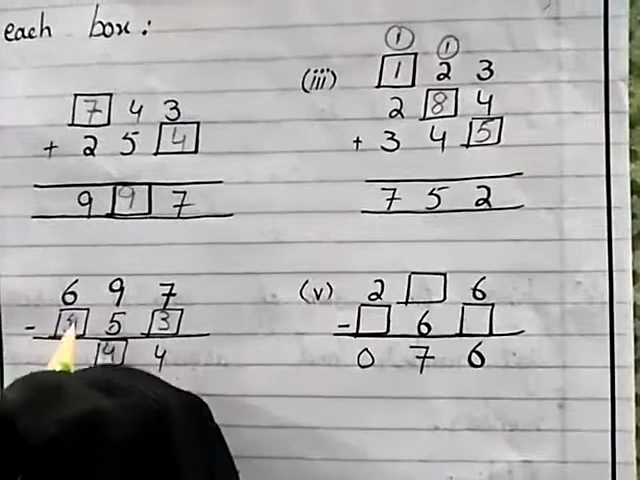 each box:
7 4 3
+ 2 5 4
9 9 7
(iii)
1 1
1 2 3
2 8 4
+ 3 4 5
7 5 2
6 9 7
- 5 3
4 4
(v)
2 6
- 6
0 7 6